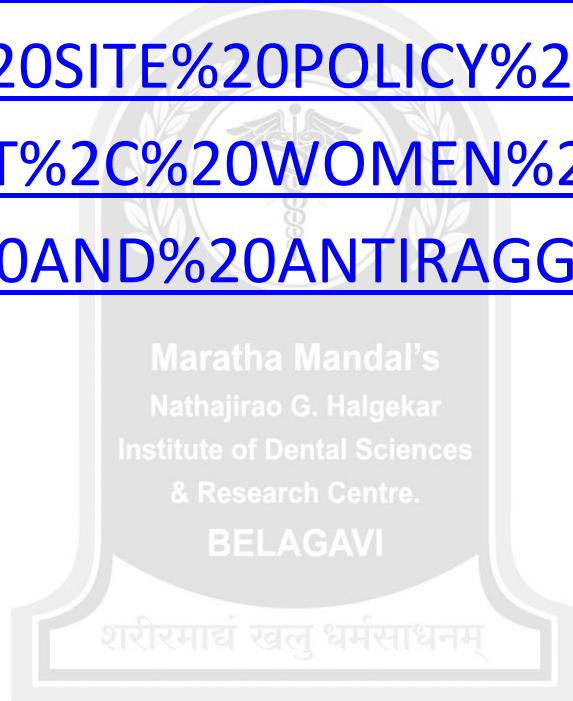 20SITE%20POLICY%2
T%2C%20WOMEN%2
0AND%20ANTIRAGG
Maratha Mandal's
Nathajirao G. Halgekar
Institute of Dental Sciences
& Research Centre.
BELAGAVI
शरीरमाद्यं खलु धर्मसाधनम्